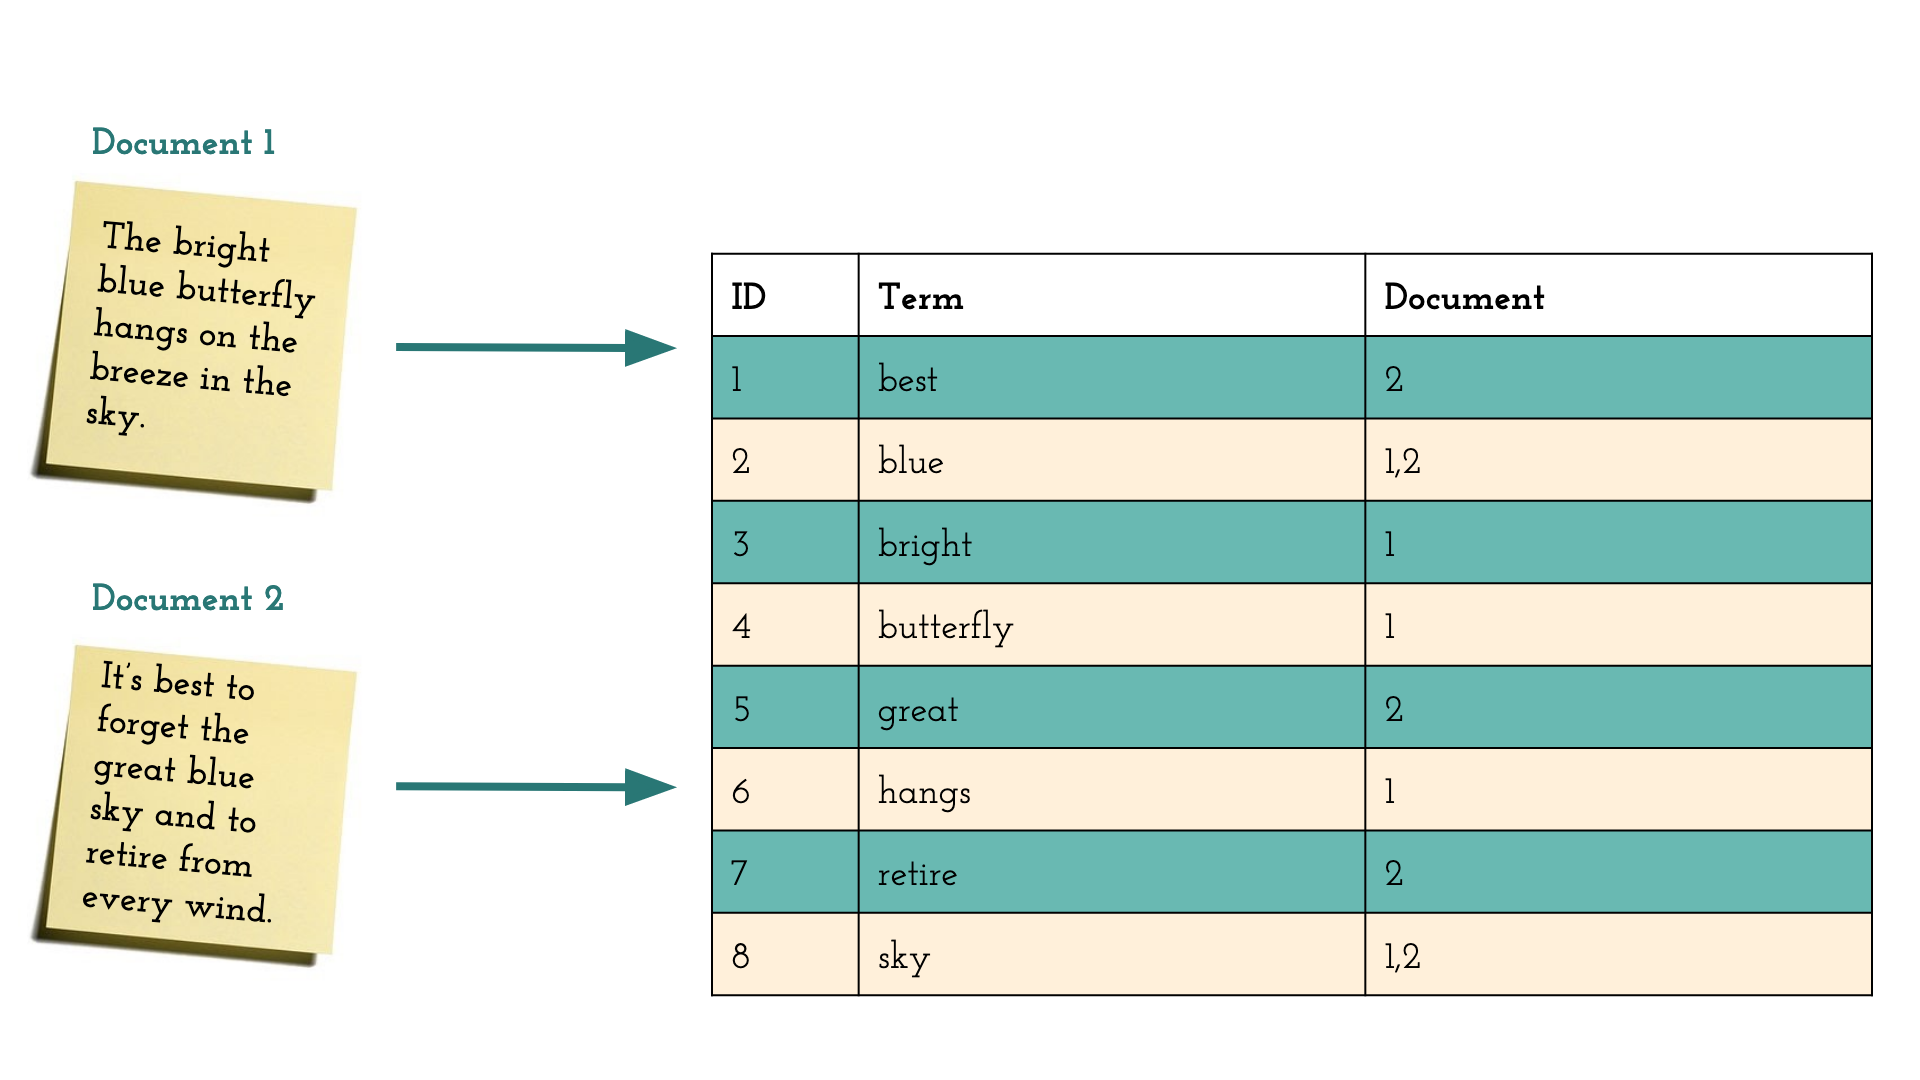 Document 1
The bright
blue butterfly
hangs on the
breeze in the
sky.
Document 2
It's best to
forget the
great blue
sky and to
retire from
every wind.
ID Term Document
1 best 2
2 blue 1,2
3 bright 1
4 butterfly 1
5 great 2
6 hangs 1
7 retire 2
8 sky 1,2